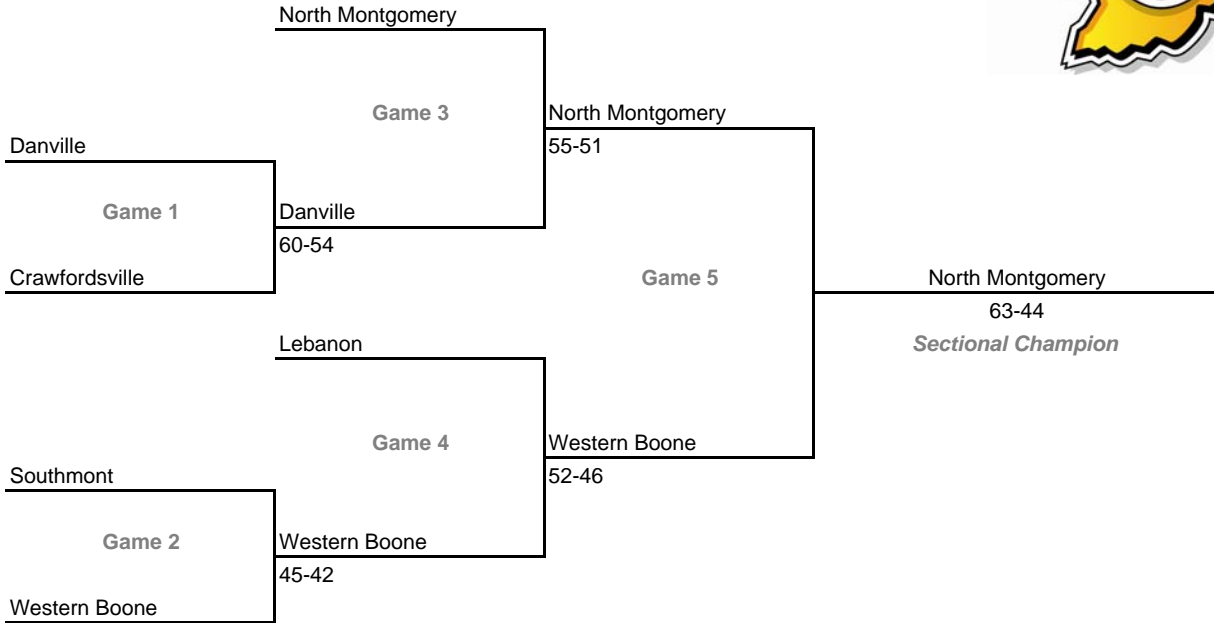 North Montgomery
Game 3
North Montgomery
Danville
55-51
Game 1
Danville
60-54
Crawfordsville
Game 5
North Montgomery
63-44
Lebanon
Sectional Champion
Game 4
Western Boone
Southmont
52-46
Game 2
Western Boone
45-42
Western Boone